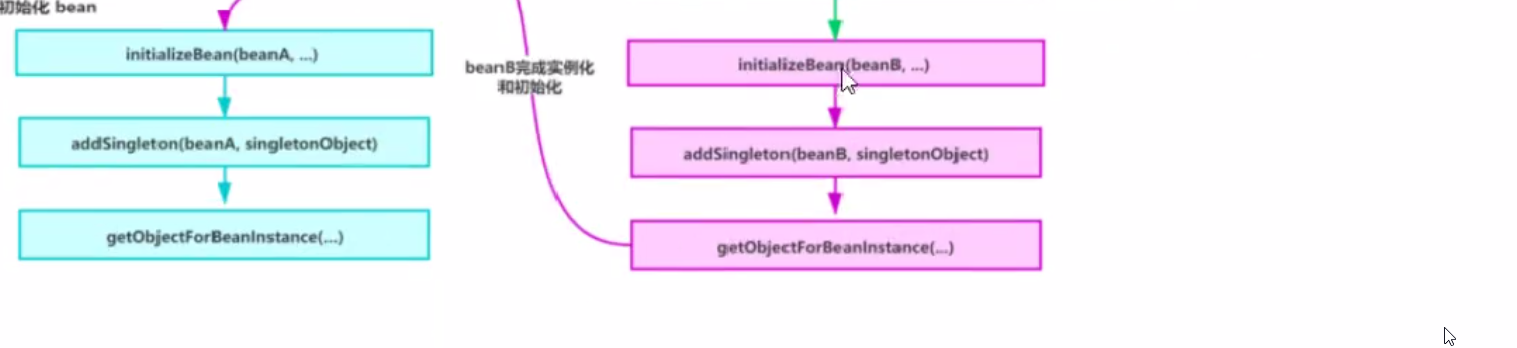 初始化 bean
initializeBean(beanA, ...)
addSingleton(beanA, singletonObject)
getObjectForBeanInstance(...)
beanB完成实例化
和初始化
initializeBean(beanB, ...)
addSingleton(beanB, singletonObject)
getObjectForBeanInstance(...)